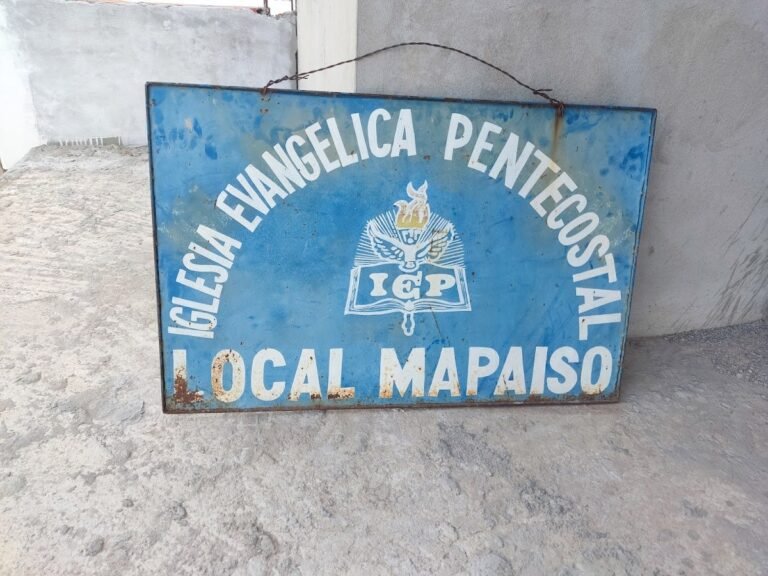 IGLESIA EVANGELICA PENTECOSTAL
IEP
LOCAL MAPAISO